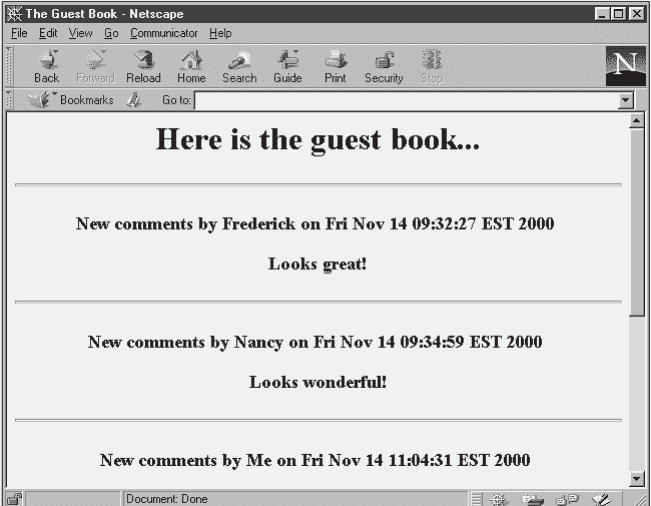 The Guest Book - Netscape
File Edit View Go Communicator Help
Back Forward Reload Home Search Guide Print Security Stop
N
Bookmarks Go to:
Here is the guest book...
New comments by Frederick on Fri Nov 14 09:32:27 EST 2000
Looks great!
New comments by Nancy on Fri Nov 14 09:34:59 EST 2000
Looks wonderful!
New comments by Me on Fri Nov 14 11:04:31 EST 2000
Document: Done